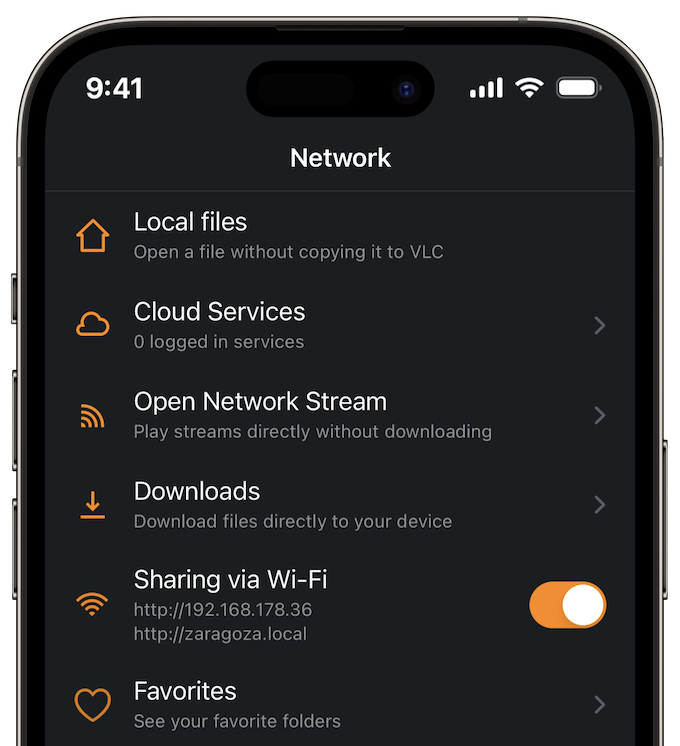 9:41
Network
Local files
Open a file without copying it to VLC
Cloud Services
0 logged in services
Open Network Stream
Play streams directly without downloading
Downloads
Download files directly to your device
Sharing via Wi-Fi
http://192.168.178.36
http://zaragoza.local
Favorites
See your favorite folders